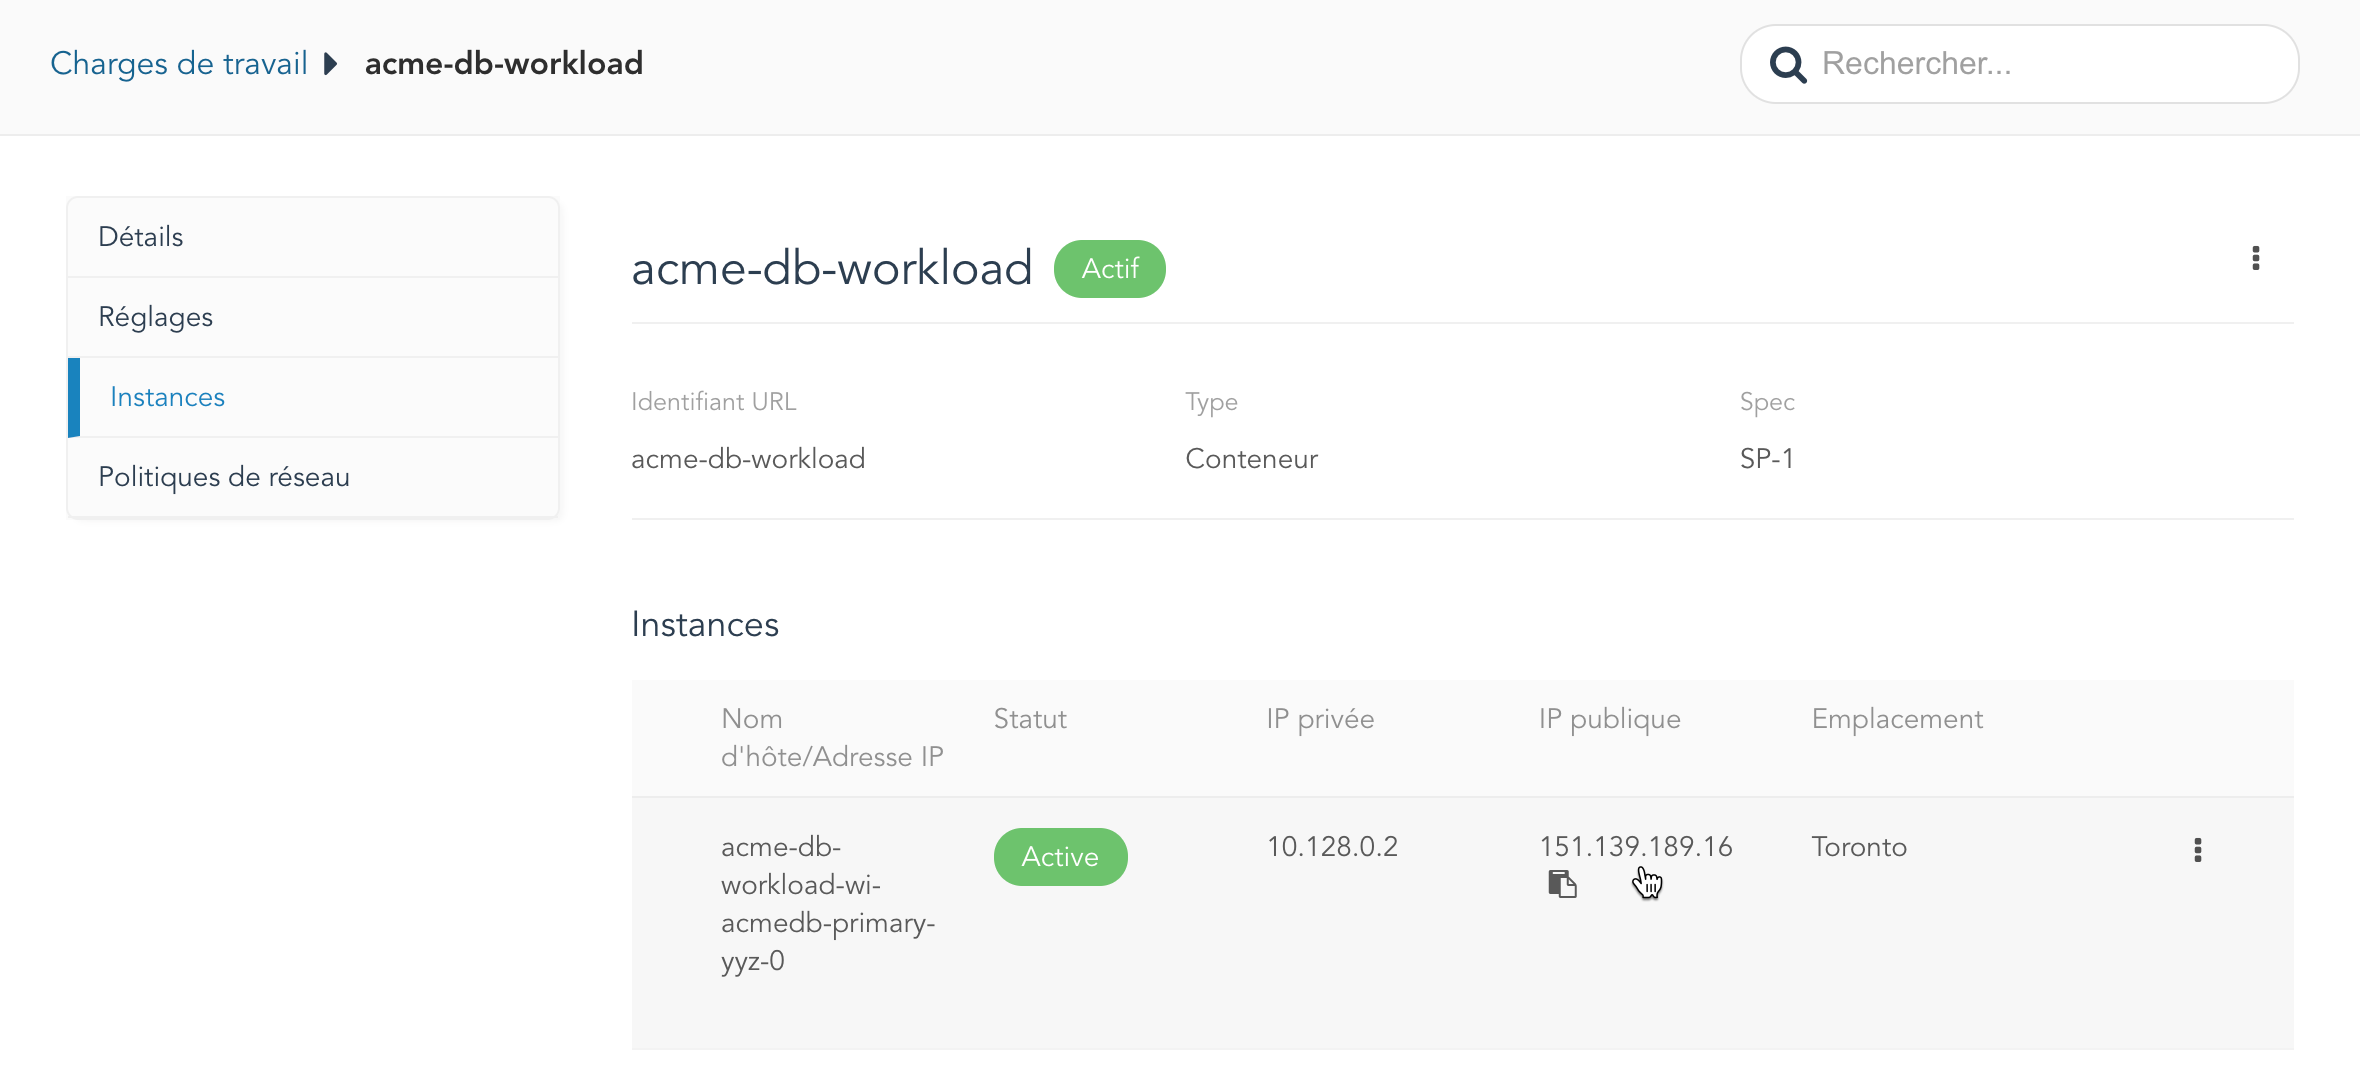 Charges de travail acme-db-workload
Rechercher...
Détails
Réglages
Instances
Politiques de réseau
acme-db-workload Actif
Identifiant URL
acme-db-workload
Type
Conteneur
Spec
SP-1
Instances
Nom
d'hôte/Adresse IP
Statut
IP privée
IP publique
Emplacement
acme-db-
workload-wi-
acmedb-primary-
yyz-0
Active
10.128.0.2
151.139.189.16
Toronto